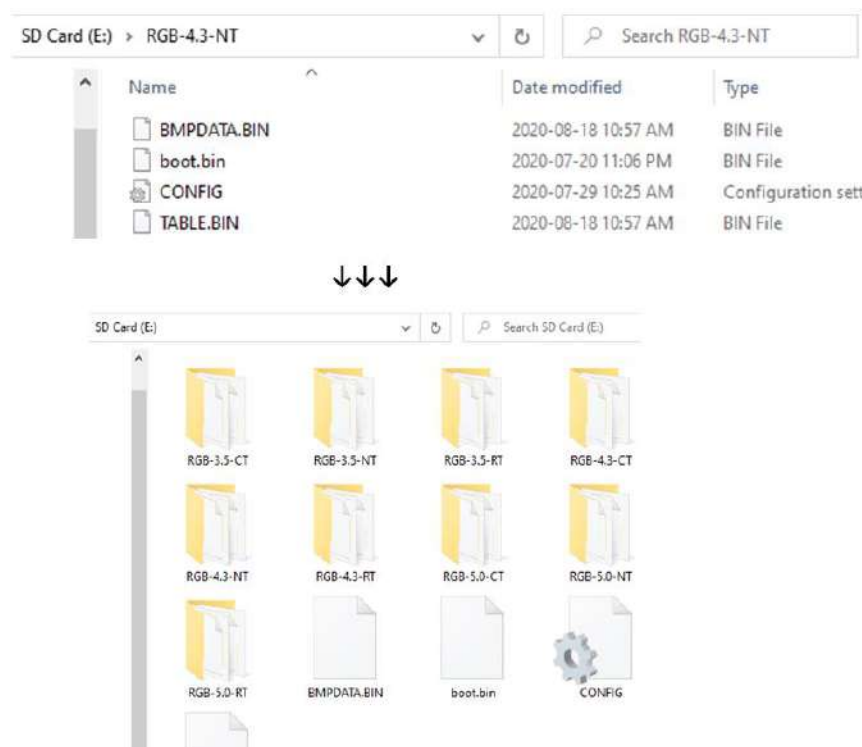 SD Card (E:) > RGB-4.3-NT Search RGB-4.3-NT
Name Date modified Type
BMPDATA.BIN 2020-08-18 10:57 AM BIN File
boot.bin 2020-07-20 11:06 PM BIN File
CONFIG 2020-07-29 10:25 AM Configuration sett
TABLE.BIN 2020-08-18 10:57 AM BIN File
↓↓↓
SD Card (E:) Search SD Card (E:)
RGB-3.5-CT RGB-3.5-NT RGB-3.5-RT RGB-4.3-CT
RGB-4.3-NT RGB-4.3-RT RGB-5.0-CT RGB-5.0-NT
RGB-5.0-RT BMPDATA.BIN boot.bin CONFIG